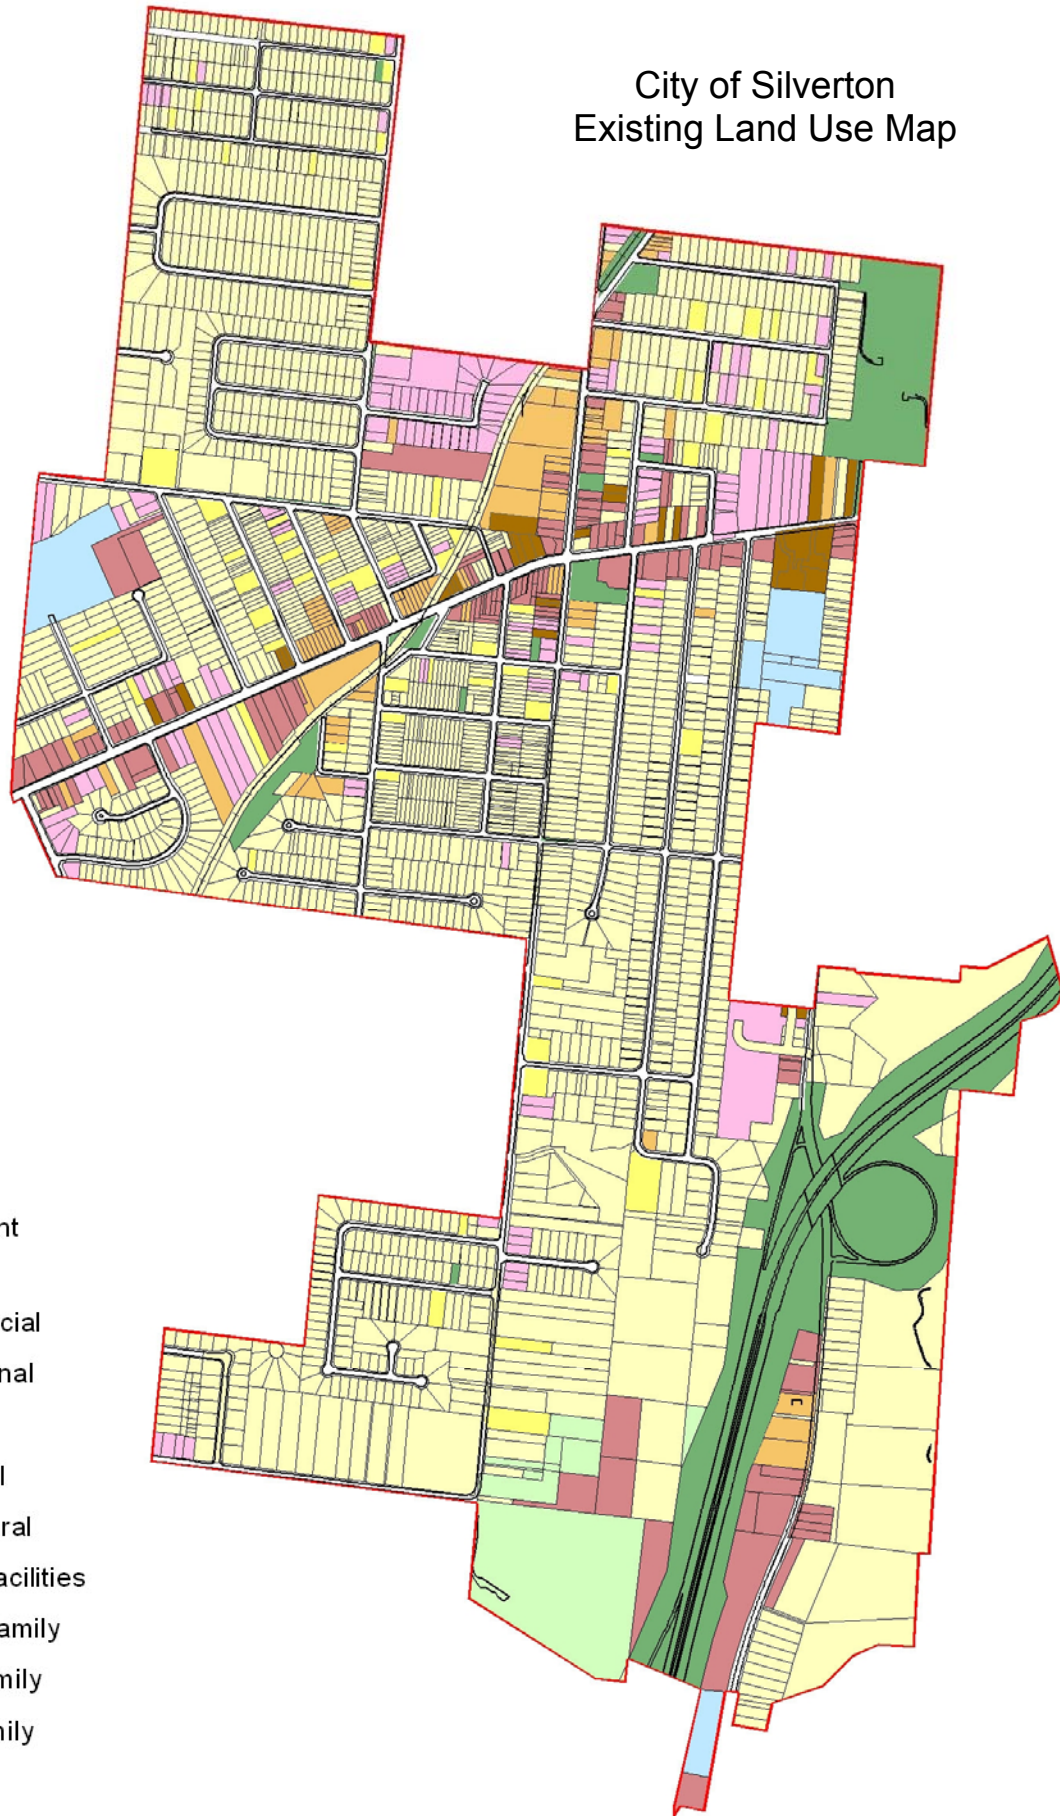 City of Silverton
Existing Land Use Map
nt
cial
nal
l
ral
acilities
amily
mily
nily